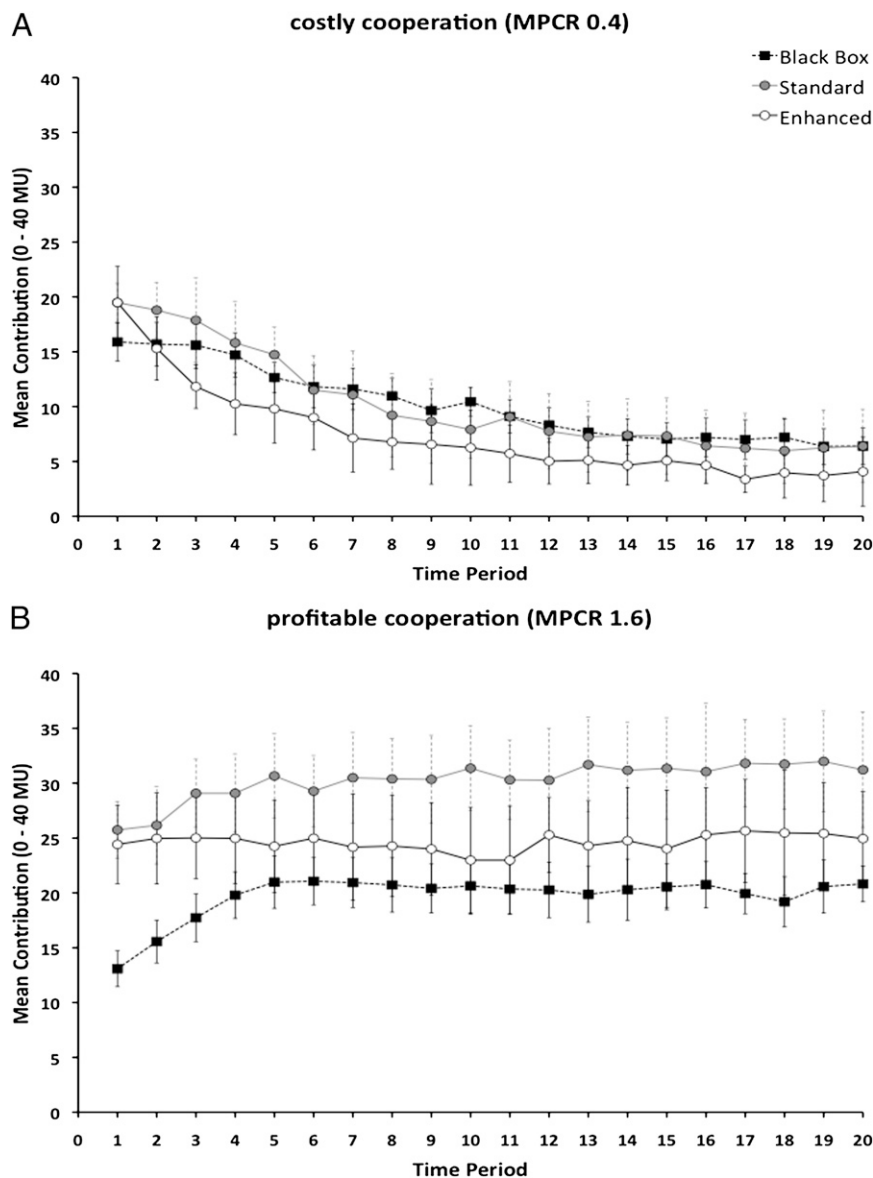 A
costly cooperation (MPCR 0.4)
Black Box
Standard
Enhanced
40
35
30
25
20
15
10
5
0
Mean Contribution (0 - 40 MU)
0 1 2 3 4 5 6 7 8 9 10 11 12 13 14 15 16 17 18 19 20
Time Period
B
profitable cooperation (MPCR 1.6)
40
35
30
25
20
15
10
5
0
Mean Contribution (0 - 40 MU)
0 1 2 3 4 5 6 7 8 9 10 11 12 13 14 15 16 17 18 19 20
Time Period